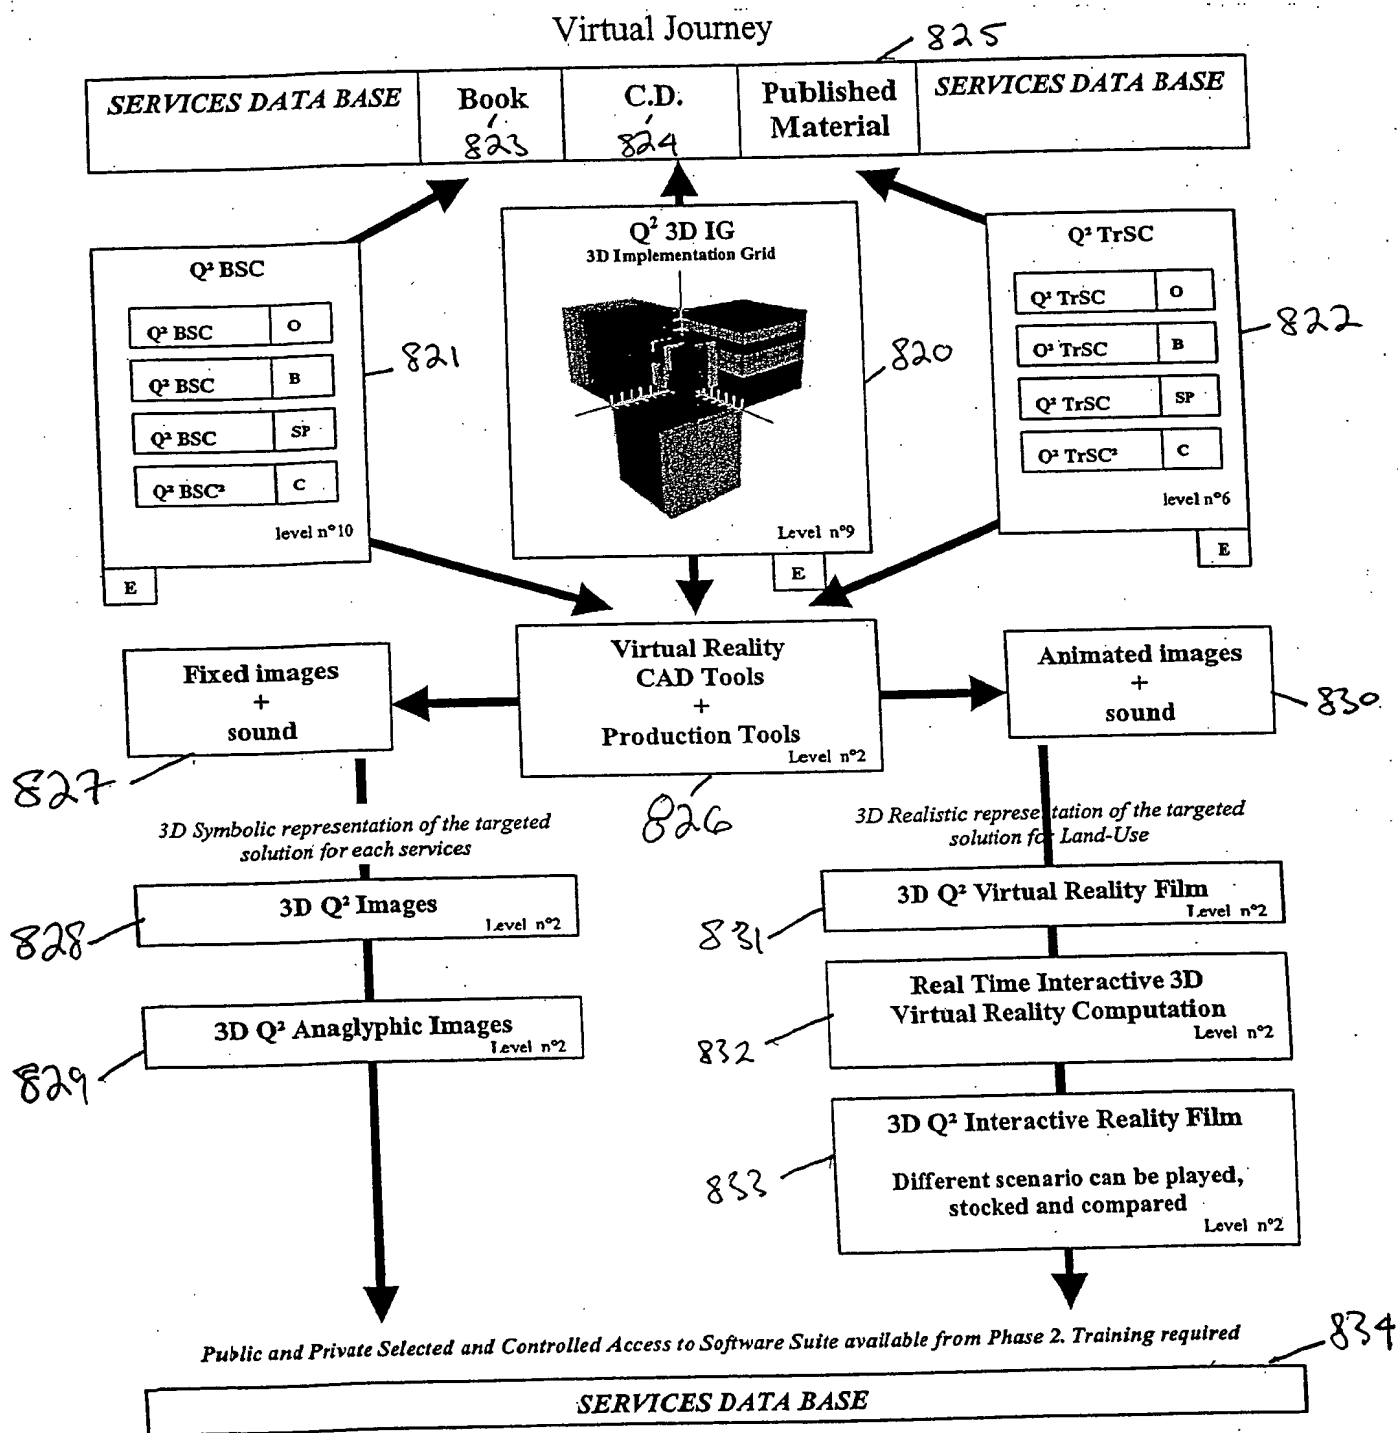 Virtual Journey
825
SERVICES DATA BASE
Book
823
C.D.
824
Published
Material
SERVICES DATA BASE
Q² BSC
Q² BSC O
Q² BSC B
Q² BSC SP
Q² BSC² C
level n°10
E
821
Q² 3D IG
3D Implementation Grid
Level n°9
E
820
Q² TrSC
Q² TrSC O
O² TrSC B
Q² TrSC SP
O² TrSC² C
level n°6
E
822
Fixed images
+
sound
827
Virtual Reality
CAD Tools
+
Production Tools
Level n°2
826
Animated images
+
sound
830
3D Symbolic representation of the targeted
solution for each services
3D Realistic represe tation of the targeted
solution for Land-Use
3D Q² Images
Level n°2
828
3D Q² Virtual Reality Film
Level n°2
831
3D Q² Anaglyphic Images
Level n°2
829
Real Time Interactive 3D
Virtual Reality Computation
Level n°2
832
3D Q² Interactive Reality Film
Different scenario can be played,
stocked and compared
Level n°2
833
Public and Private Selected and Controlled Access to Software Suite available from Phase 2. Training required
834
SERVICES DATA BASE